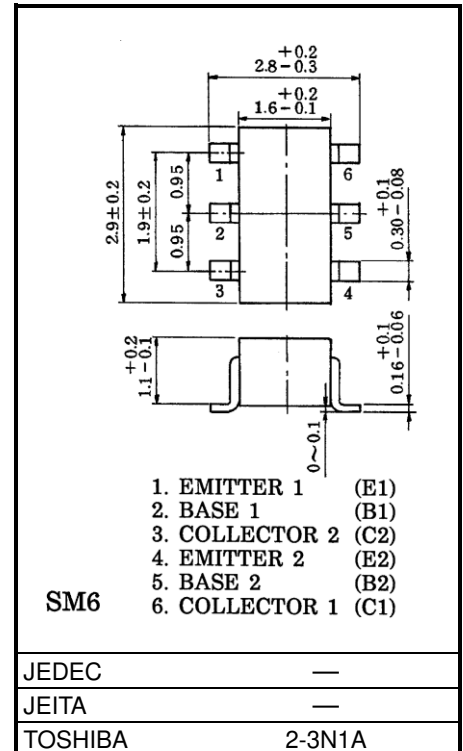 +0.2
2.8-0.3
+0.2
1.6-0.1
2.9±0.2
1.9±0.2
0.95
0.95
1
2
3
6
5
4
+0.1
0.30-0.08
+0.2
1.1-0.1
+0.1
0.16-0.06
0~0.1
1. EMITTER 1 (E1)
2. BASE 1 (B1)
3. COLLECTOR 2 (C2)
4. EMITTER 2 (E2)
5. BASE 2 (B2)
6. COLLECTOR 1 (C1)
SM6
JEDEC —
JEITA —
TOSHIBA 2-3N1A